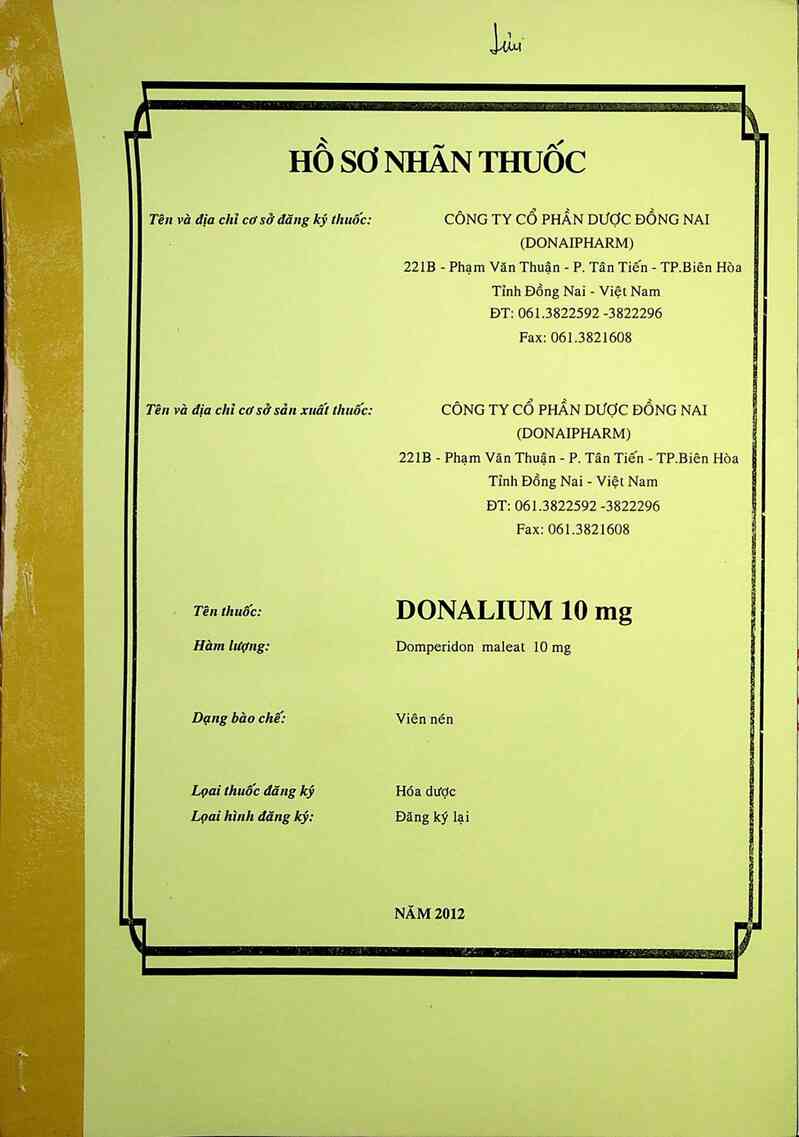 Lưu
HỒ SƠ NHÃN THUỐC
Tên và địa chỉ cơ sở đăng ký thuốc: CÔNG TY CỔ PHẦN DƯỢC ĐỒNG NAI
(DONAIPHARM)
221B - Phạm Văn Thuận - P. Tân Tiến - TP.Biên Hòa
Tỉnh Đồng Nai - Việt Nam
ĐT: 061.3822592 -3822296
Fax: 061.3821608
Tên và địa chỉ cơ sở sản xuất thuốc: CÔNG TY CỔ PHẦN DƯỢC ĐỒNG NAI
(DONAIPHARM)
221B - Phạm Văn Thuận - P. Tân Tiến - TP.Biên Hòa
Tỉnh Đồng Nai - Việt Nam
ĐT: 061.3822592 -3822296
Fax: 061.3821608
Tên thuốc: DONALIUM 10 mg
Hàm lượng: Domperidon maleat 10 mg
Dạng bào chế: Viên nén
Lọai thuốc đăng ký Hóa dược
Lọai hình đăng ký: Đăng ký lại
NĂM 2012